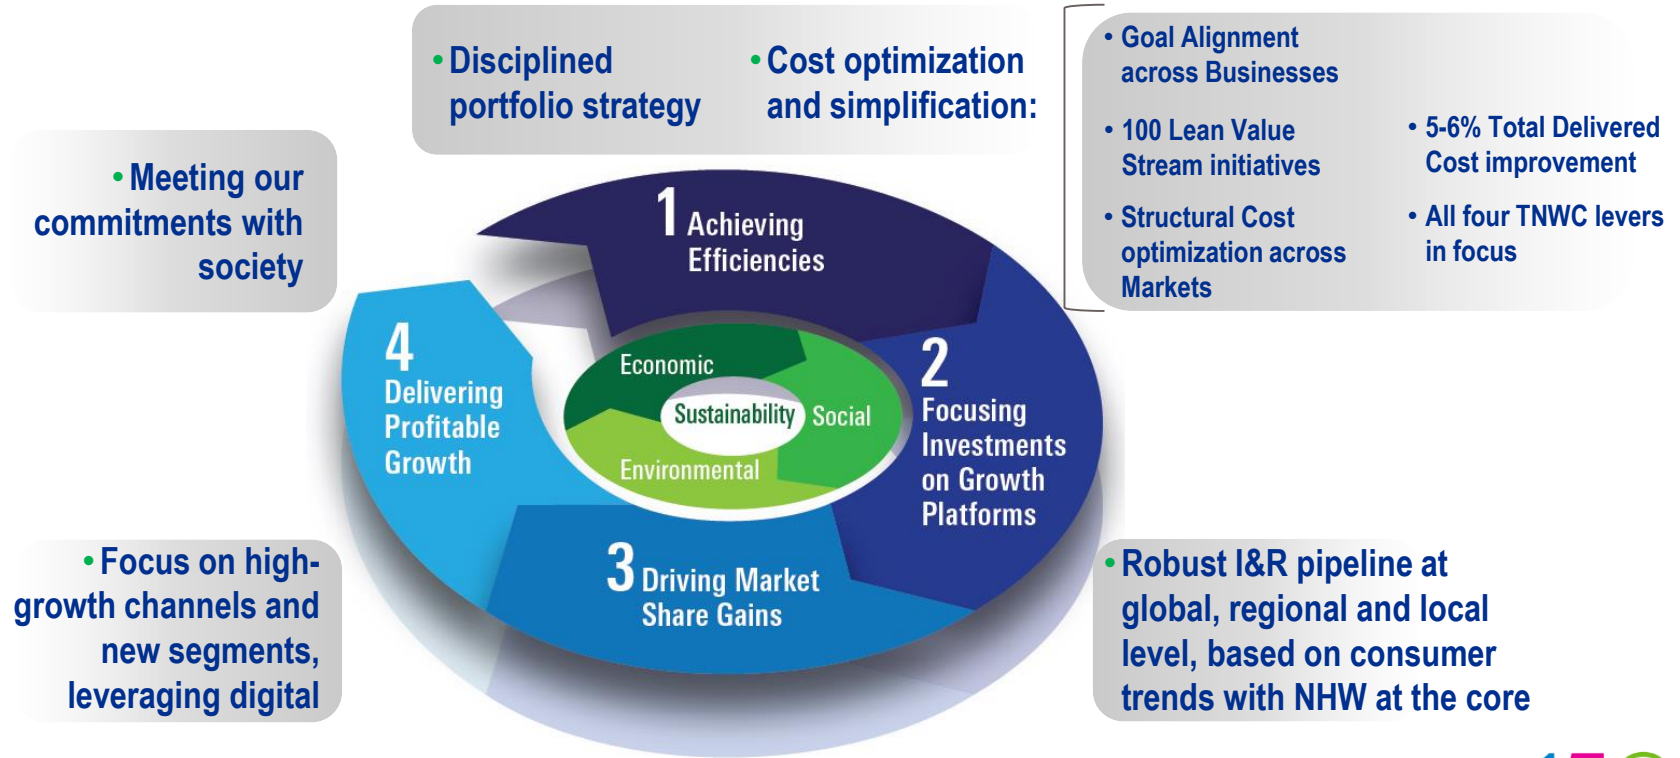 • Disciplined
portfolio strategy
• Cost optimization
and simplification:
• Goal Alignment
across Businesses
• 100 Lean Value
Stream initiatives
• Structural Cost
optimization across
Markets
• 5-6% Total Delivered
Cost improvement
• All four TNWC levers
in focus
• Meeting our
commitments with
society
1 Achieving
Efficiencies
2
Focusing
Investments
on Growth
Platforms
3 Driving Market
Share Gains
4
Delivering
Profitable
Growth
Economic
Sustainability
Social
Environmental
• Focus on high-
growth channels and
new segments,
leveraging digital
• Robust I&R pipeline at
global, regional and local
level, based on consumer
trends with NHW at the core